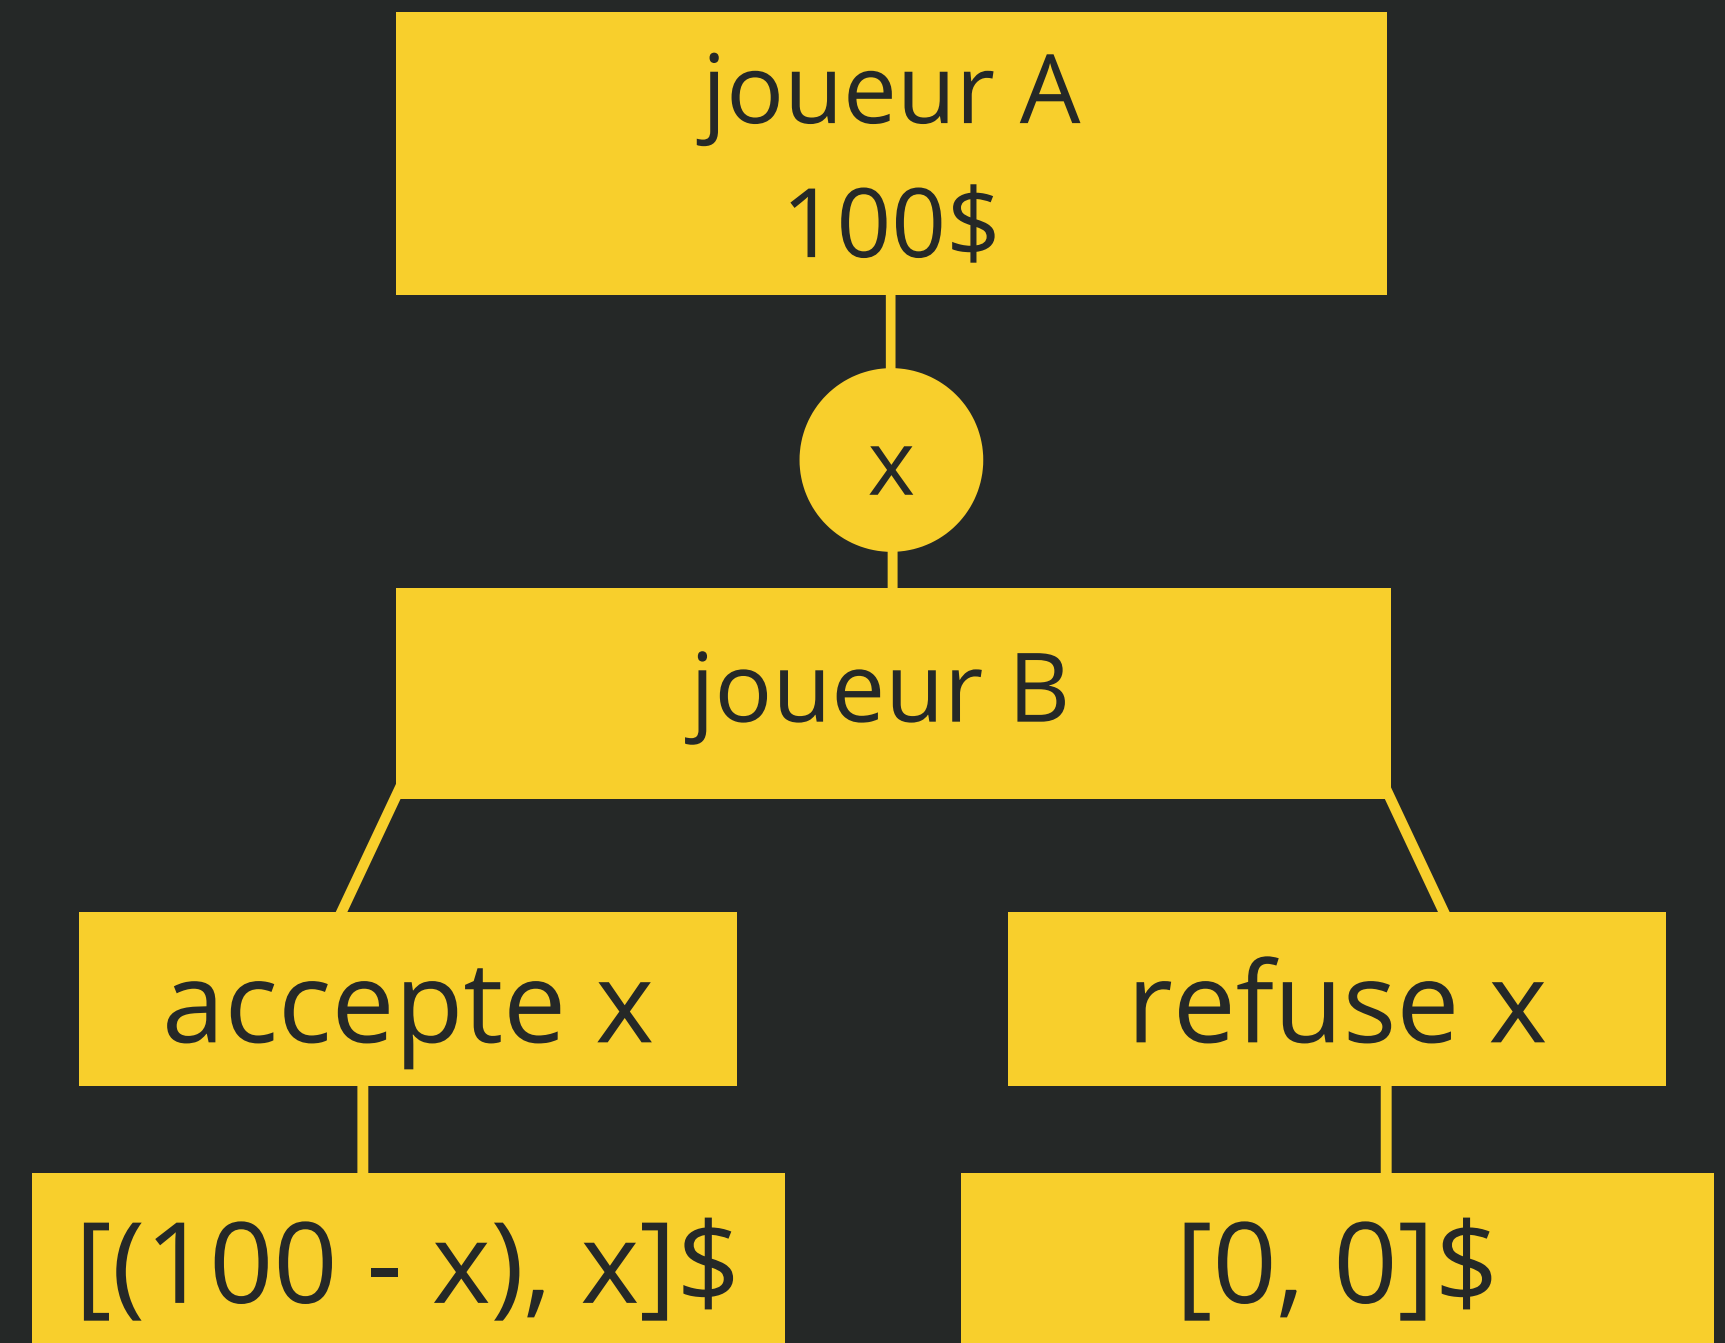 joueur A
100$
x
joueur B
accepte x
refuse x
[(100 - x), x]$
[0, 0]$